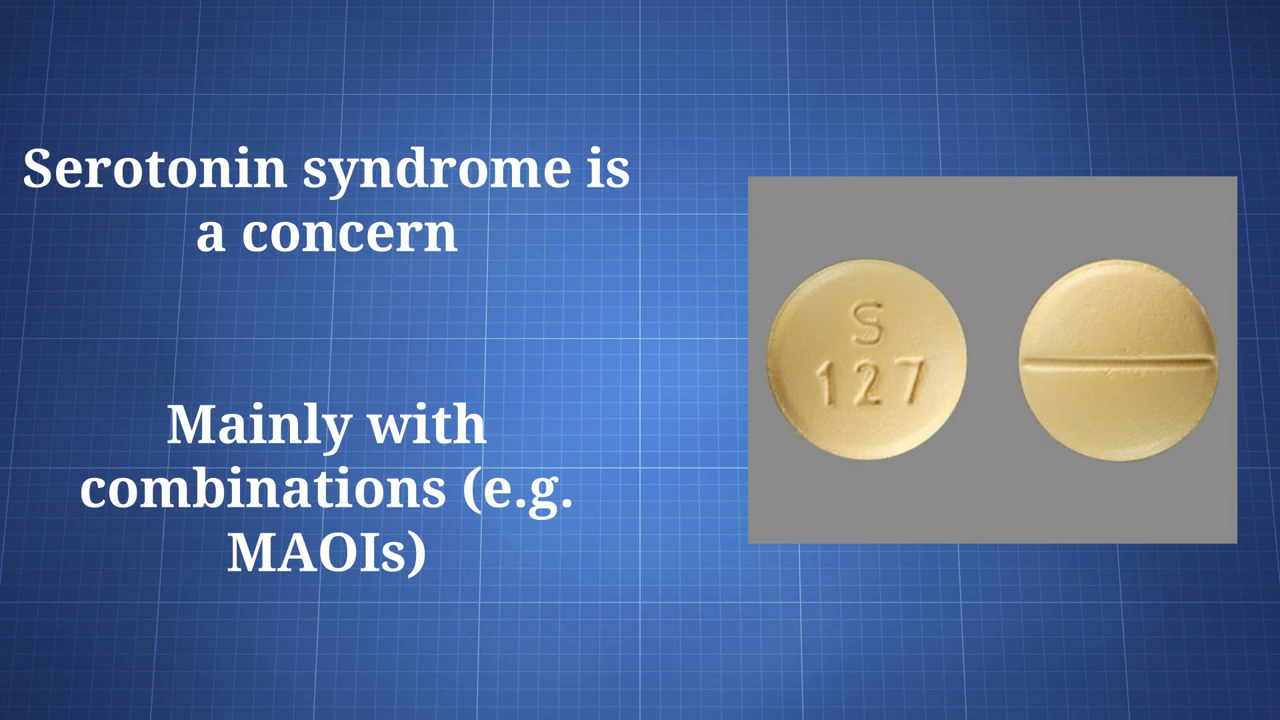 Serotonin syndrome is
a concern
Mainly with
combinations (e.g.
MAOIs)
S
127